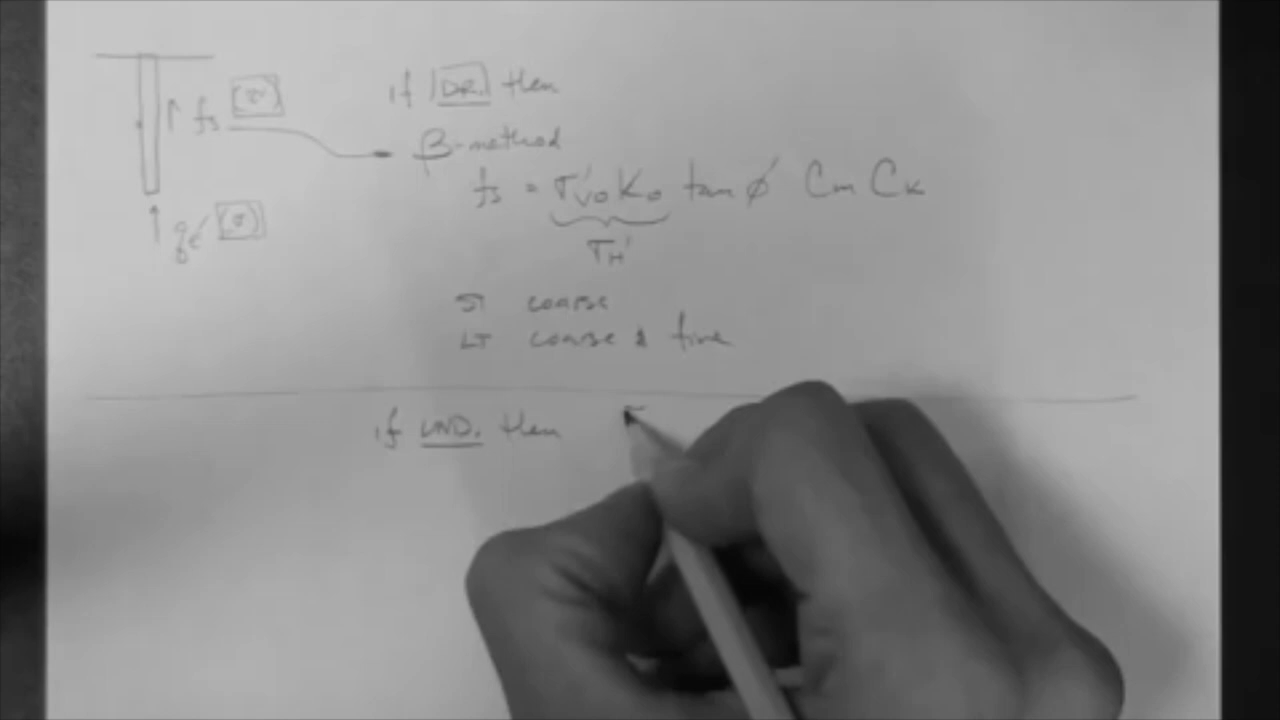 if DR. then
fs τ
β-method
fs = σ'vo Ko tan φ' Cm CK
qt' σ
σH'
ST coarse
LT coarse & fine
if UND. then